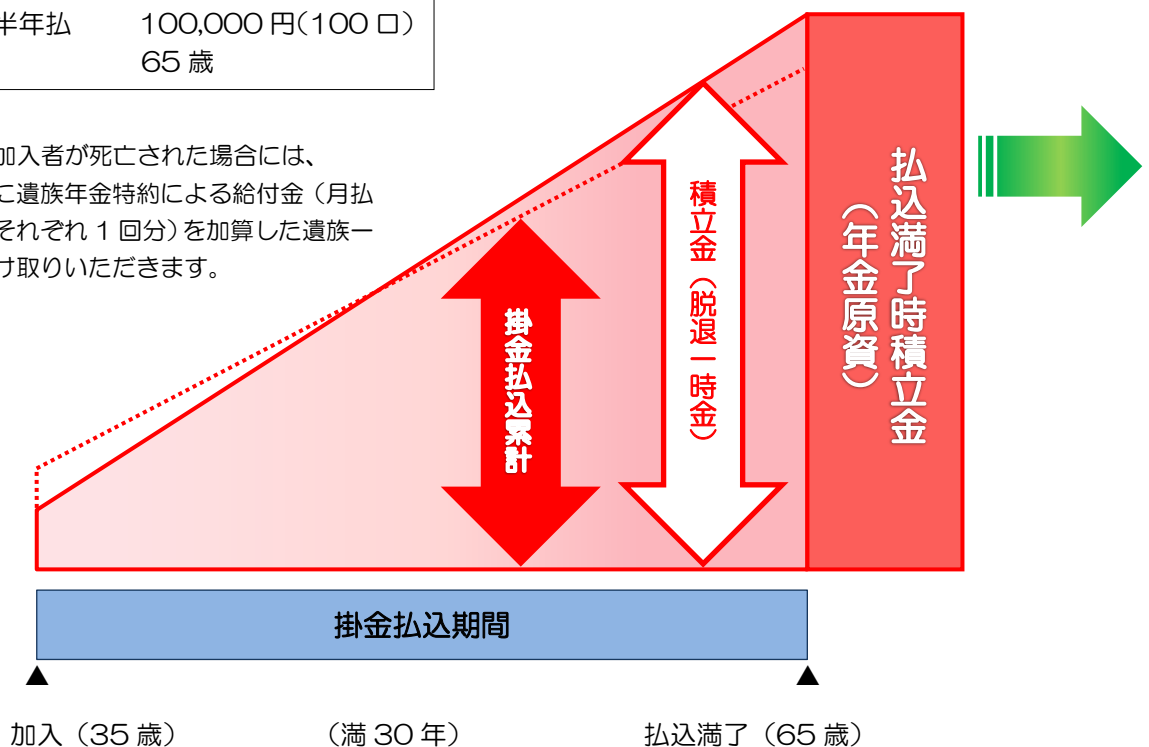 半年払 100,000 円（100 口）
65 歳
加入者が死亡された場合には、
に遺族年金特約による給付金（月払
それぞれ 1 回分）を加算した遺族一
け取りいただきます。
掛金払込累計
積立金（脱退一時金）
払込満了時積立金
（年金原資）
掛金払込期間
▲ ▲
加入（35 歳） （満 30 年） 払込満了（65 歳）